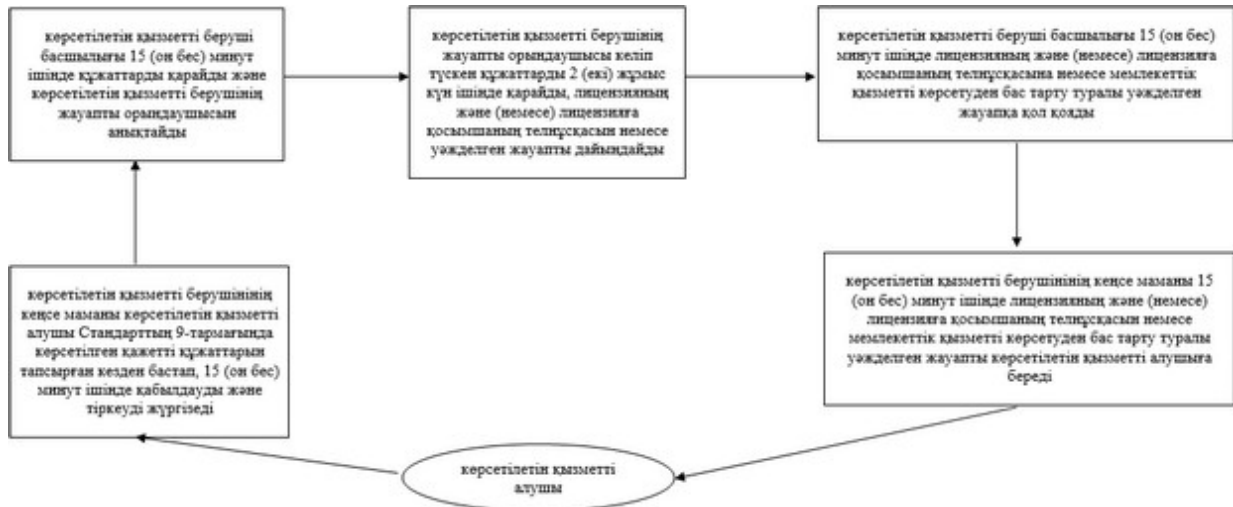 көрсетілетін қызметті беруші
басшылығы 15 (он бес) минут
ішінде құжаттарды қарайды және
көрсетілетін қызметті берушінің
жауапты орындаушысын
анықтайды
көрсетілетін қызметті берушінің
жауапты орындаушысы келіп
түскен құжаттарды 2 (екі) жұмыс
күн ішінде қарайды, лицензияның
және (немесе) лицензияға
қосымшаның телнұсқасын немесе
уәжделген жауапты дайындайды
көрсетілетін қызметті беруші басшылығы 15 (он бес)
минут ішінде лицензияның және (немесе) лицензияға
қосымшаның телнұсқасына немесе мемлекеттік
қызметті көрсетуден бас тарту туралы уәжделген
жауапқа қол қояды
көрсетілетін қызметті берушінінің
кеңсе маманы көрсетілетін қызметті
алушы Стандарттың 9-тармағында
көрсетілген қажетті құжаттарын
тапсырған кезден бастап, 15 (он бес)
минут ішінде қабылдауды және
тіркеуді жүргізеді
көрсетілетін қызметті берушінінің кеңсе маманы 15
(он бес) минут ішінде лицензияның және (немесе)
лицензияға қосымшаның телнұсқасын немесе
мемлекеттік қызметті көрсетуден бас тарту туралы
уәжделген жауапты көрсетілетін қызметті алушыға
береді
көрсетілетін қызметті
алушы